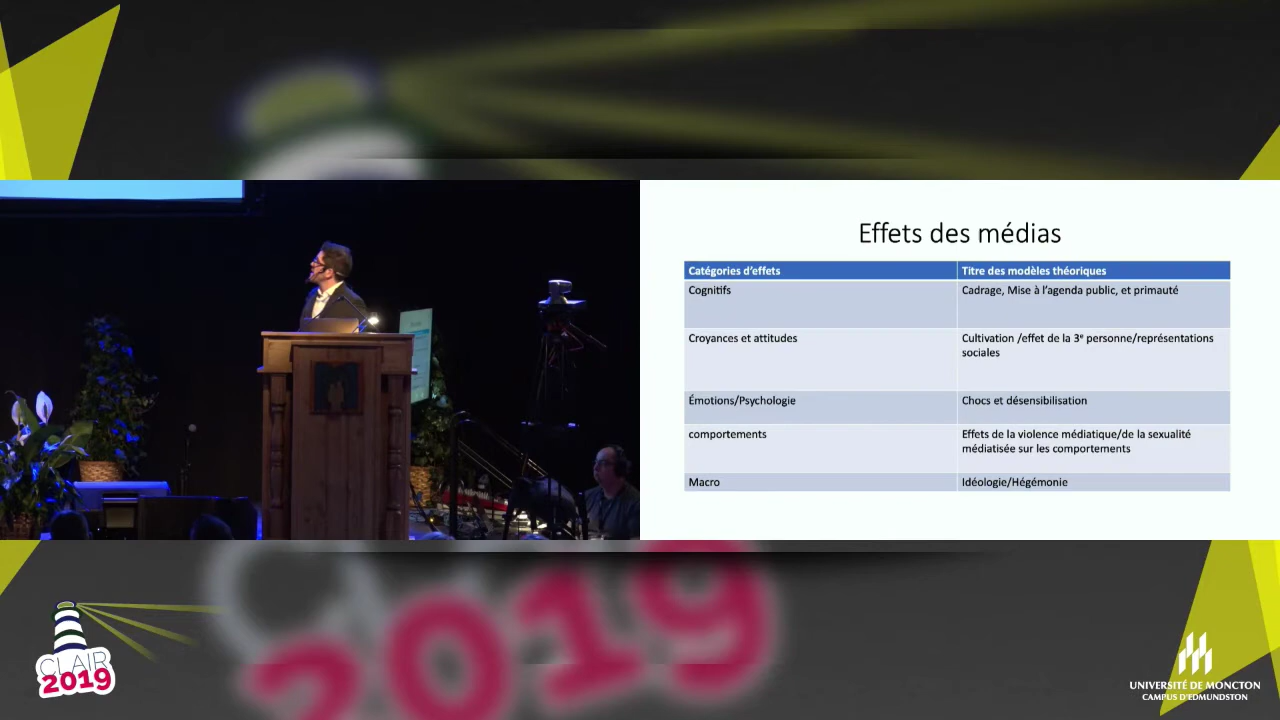 Effets des médias
Catégories d'effets
Titre des modèles théoriques
Cognitifs
Cadrage, Mise à l'agenda public, et primauté
Croyances et attitudes
Cultivation /effet de la 3ᵉ personne/représentations
sociales
Émotions/Psychologie
Chocs et désensibilisation
comportements
Effets de la violence médiatique/de la sexualité
médiatisée sur les comportements
Macro
Idéologie/Hégémonie
2019
CLAIR
2019
UNIVERSITÉ DE MONCTON
CAMPUS D'EDMUNDSTON